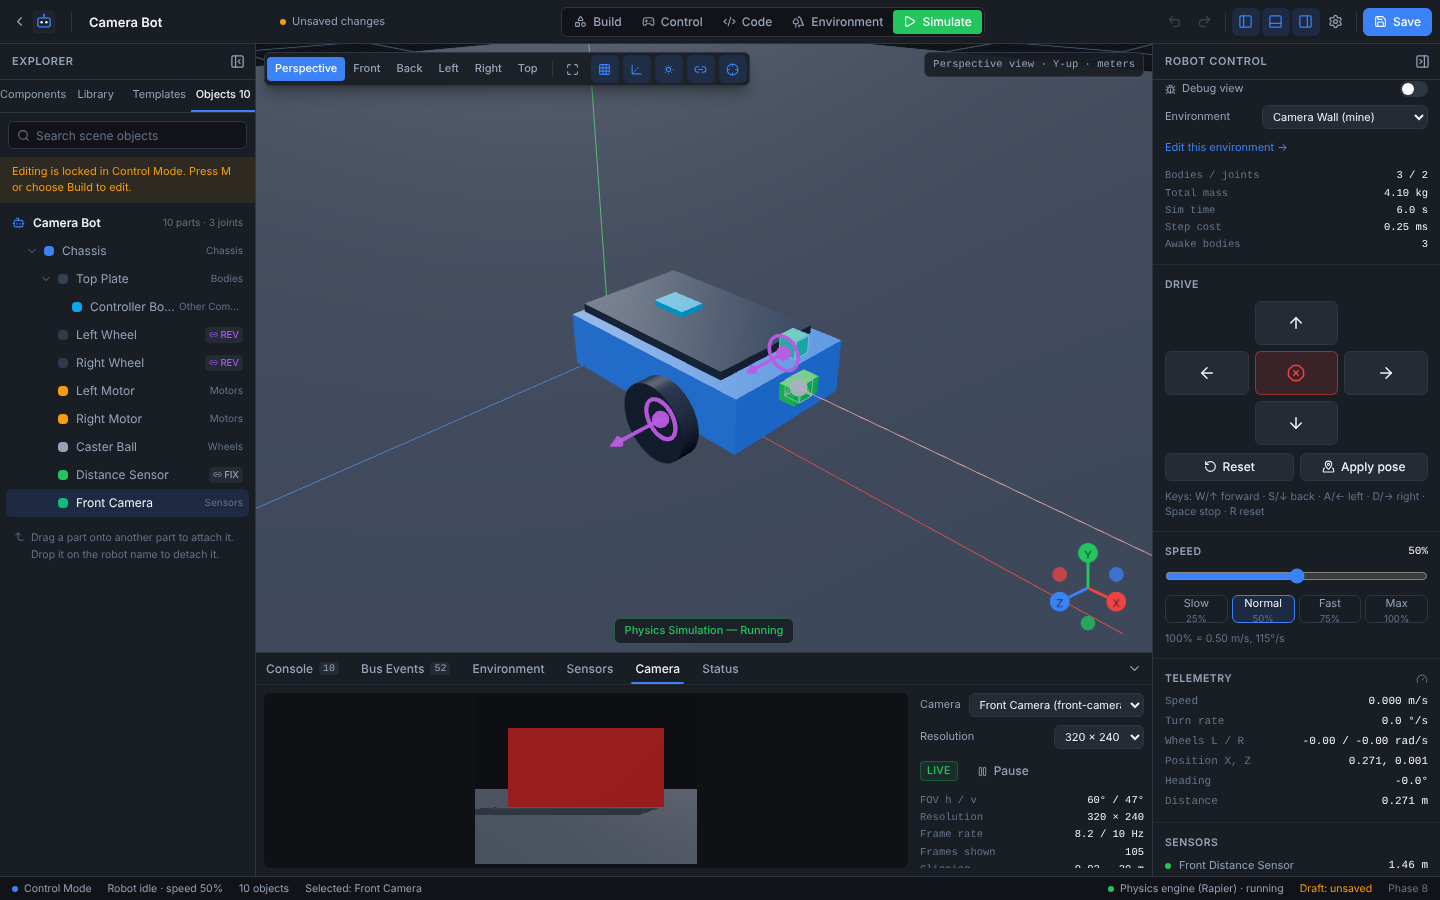 Camera Bot
Unsaved changes
Build
Control
Code
Environment
Simulate
Save
EXPLORER
Components
Library
Templates
Objects 10
Search scene objects
Editing is locked in Control Mode. Press M
or choose Build to edit.
Camera Bot 10 parts · 3 joints
Chassis Chassis
Top Plate Bodies
Controller Bo... Other Com...
Left Wheel REV
Right Wheel REV
Left Motor Motors
Right Motor Motors
Caster Ball Wheels
Distance Sensor FIX
Front Camera Sensors
Drag a part onto another part to attach it.
Drop it on the robot name to detach it.
Perspective Front Back Left Right Top
Perspective view · Y-up · meters
Y
Z
X
Physics Simulation — Running
Console 10
Bus Events 52
Environment
Sensors
Camera
Status
Camera Front Camera (front-camera
Resolution 320 × 240
LIVE Pause
FOV h / v 60° / 47°
Resolution 320 × 240
Frame rate 8.2 / 10 Hz
Frames shown 105
ROBOT CONTROL
Debug view
Environment Camera Wall (mine)
Edit this environment →
Bodies / joints 3 / 2
Total mass 4.10 kg
Sim time 6.0 s
Step cost 0.25 ms
Awake bodies 3
DRIVE
Reset
Apply pose
Keys: W/↑ forward · S/↓ back · A/← left · D/→ right ·
Space stop · R reset
SPEED 50%
Slow Normal Fast Max
25% 50% 75% 100%
100% = 0.50 m/s, 115°/s
TELEMETRY
Speed 0.000 m/s
Turn rate 0.0 °/s
Wheels L / R -0.00 / -0.00 rad/s
Position X, Z 0.271, 0.001
Heading -0.0°
Distance 0.271 m
SENSORS
Front Distance Sensor 1.46 m
Control Mode Robot idle · speed 50% 10 objects Selected: Front Camera
Physics engine (Rapier) · running Draft: unsaved Phase 8